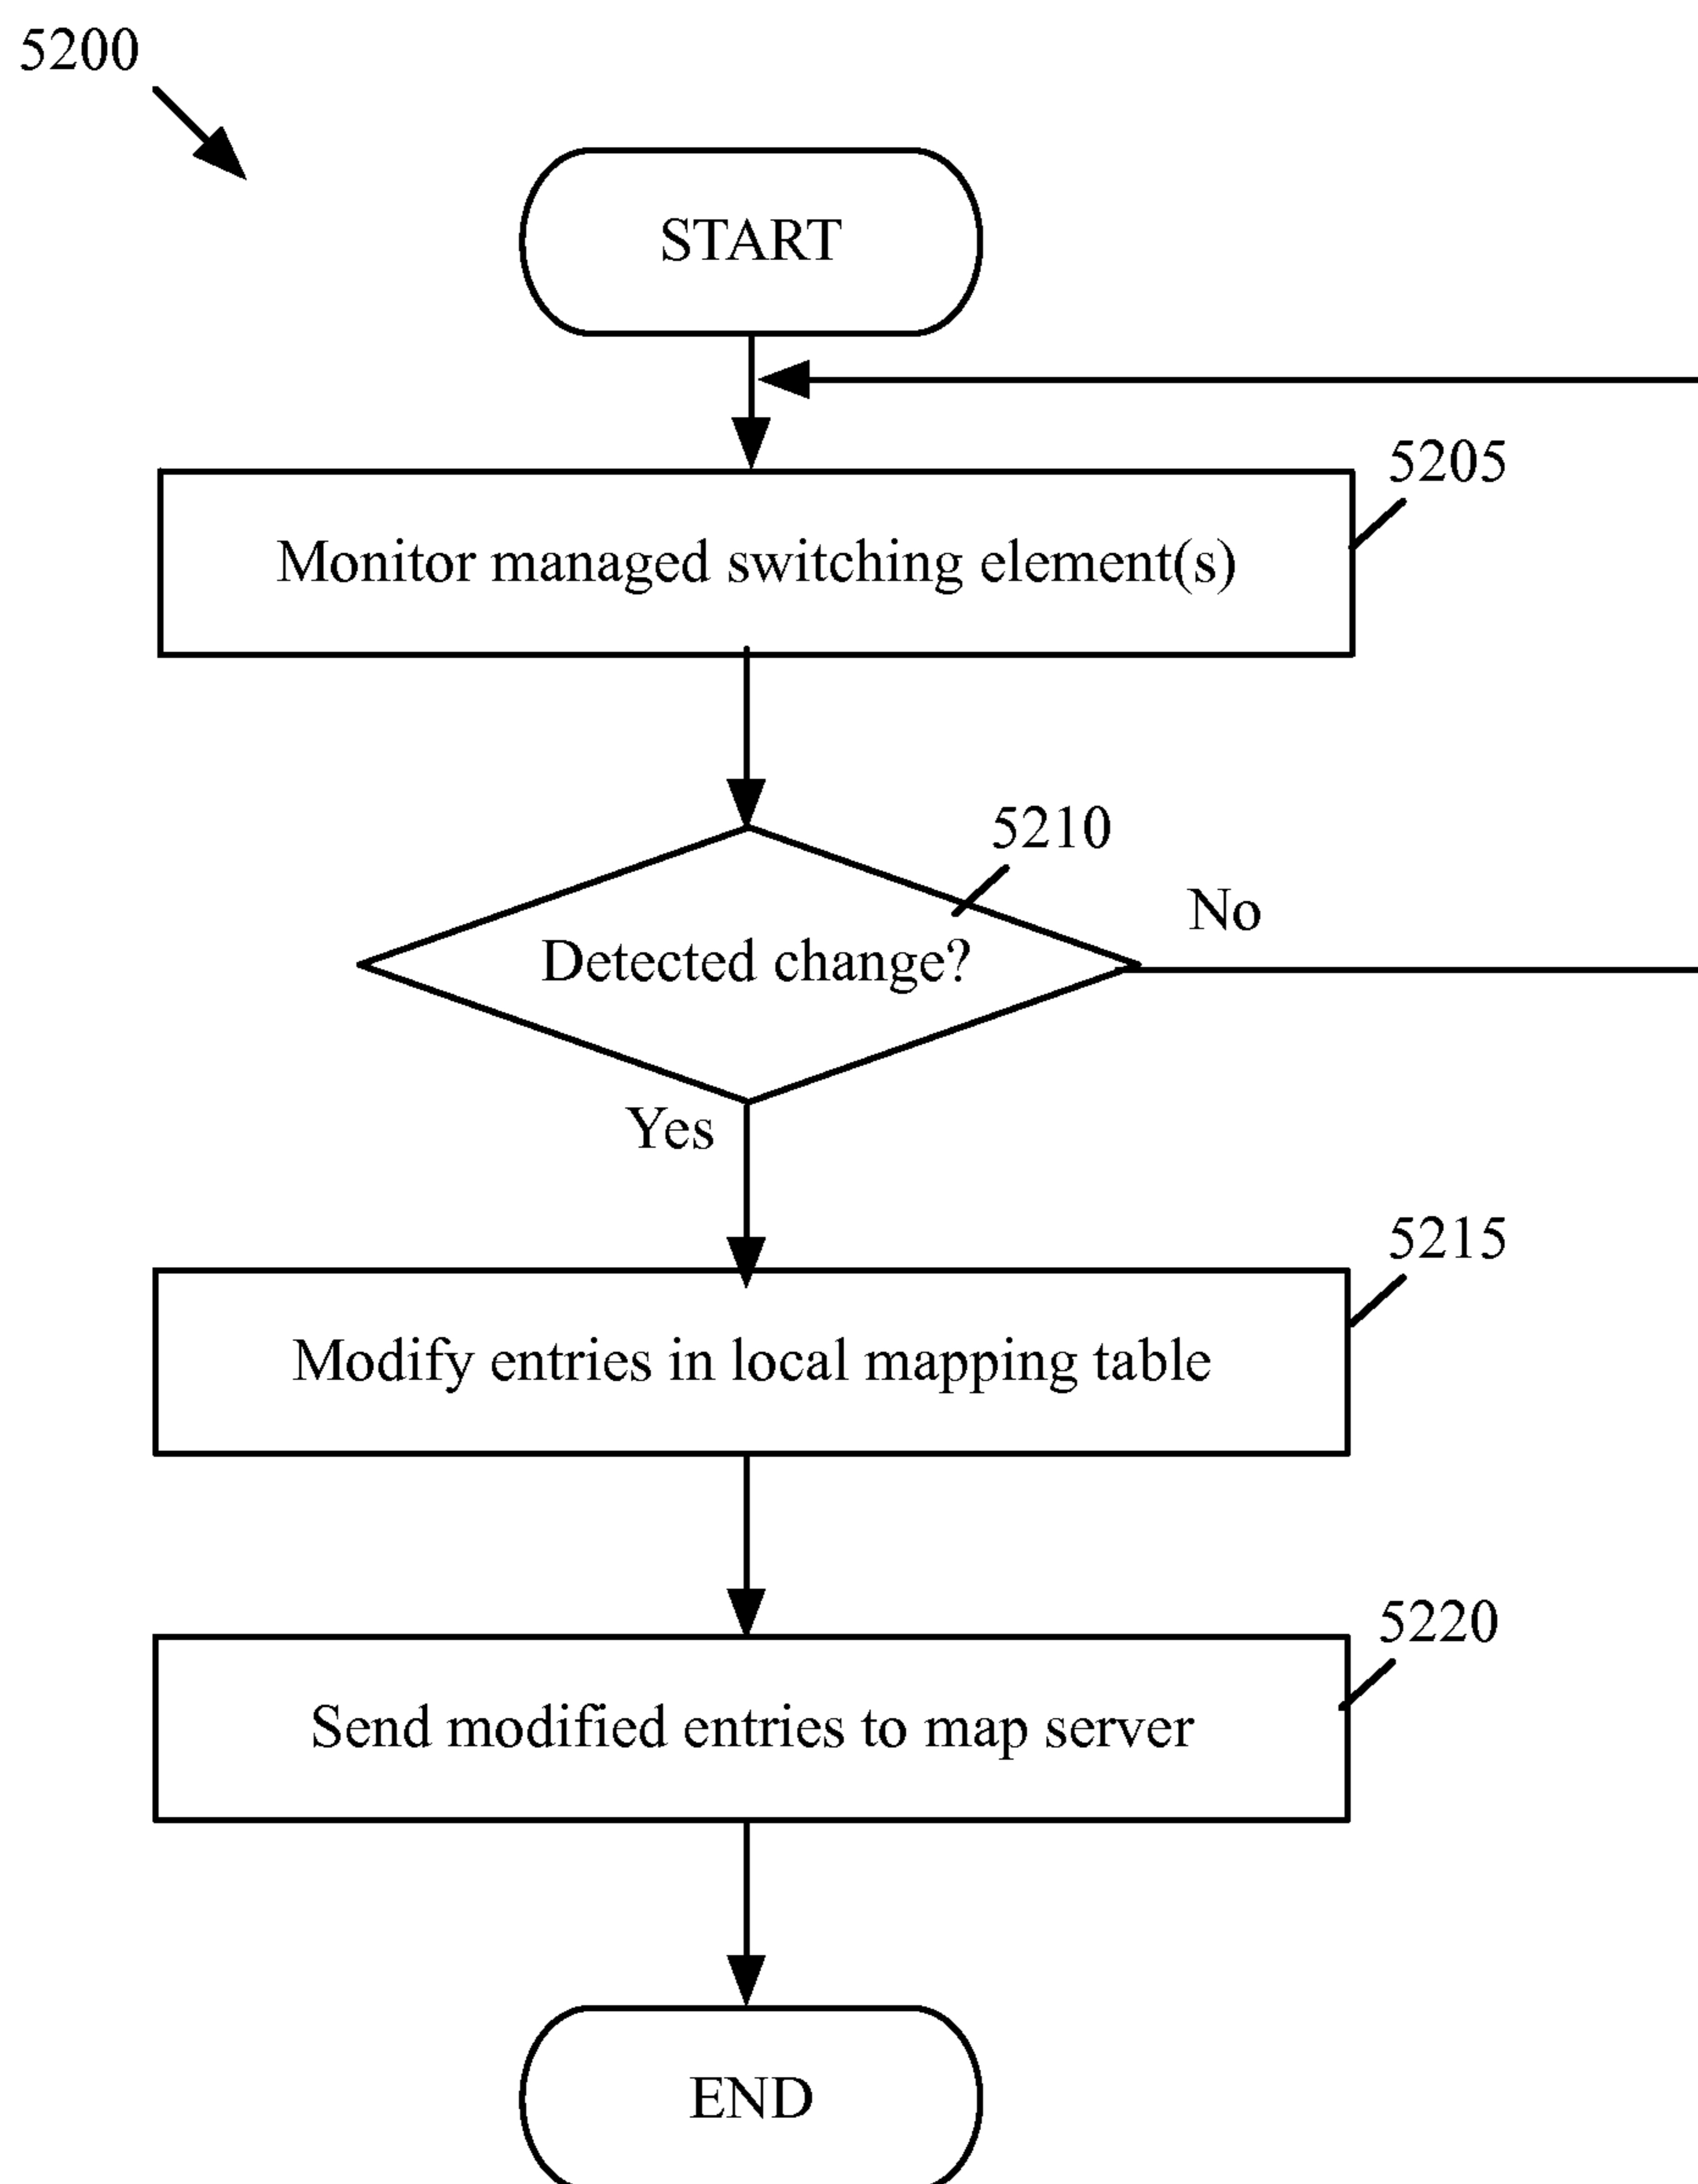 5200
START
5205
Monitor managed switching element(s)
5210
No
Detected change?
Yes
5215
Modify entries in local mapping table
5220
Send modified entries to map server
END